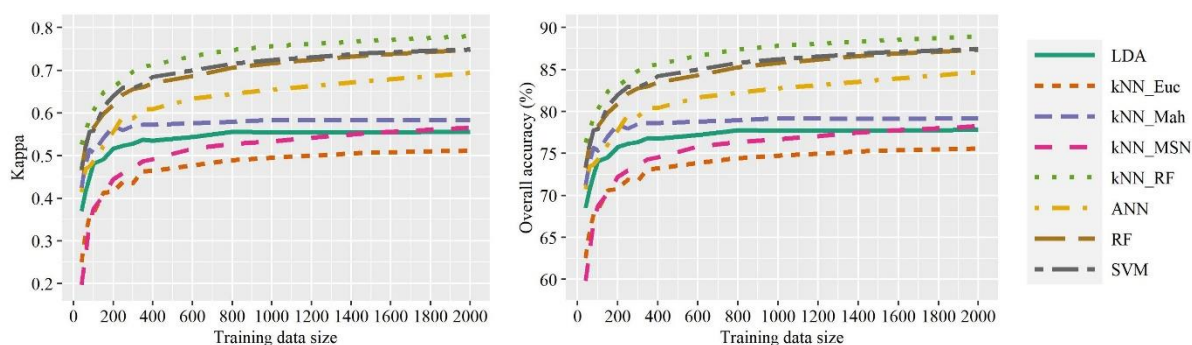 0.8
0.7
0.6
0.5
0.4
0.3
0.2
Kappa
0 200 400 600 800 1000 1200 1400 1600 1800 2000
Training data size
90
85
80
75
70
65
60
Overall accuracy (%)
0 200 400 600 800 1000 1200 1400 1600 1800 2000
Training data size
LDA
kNN_Euc
kNN_Mah
kNN_MSN
kNN_RF
ANN
RF
SVM